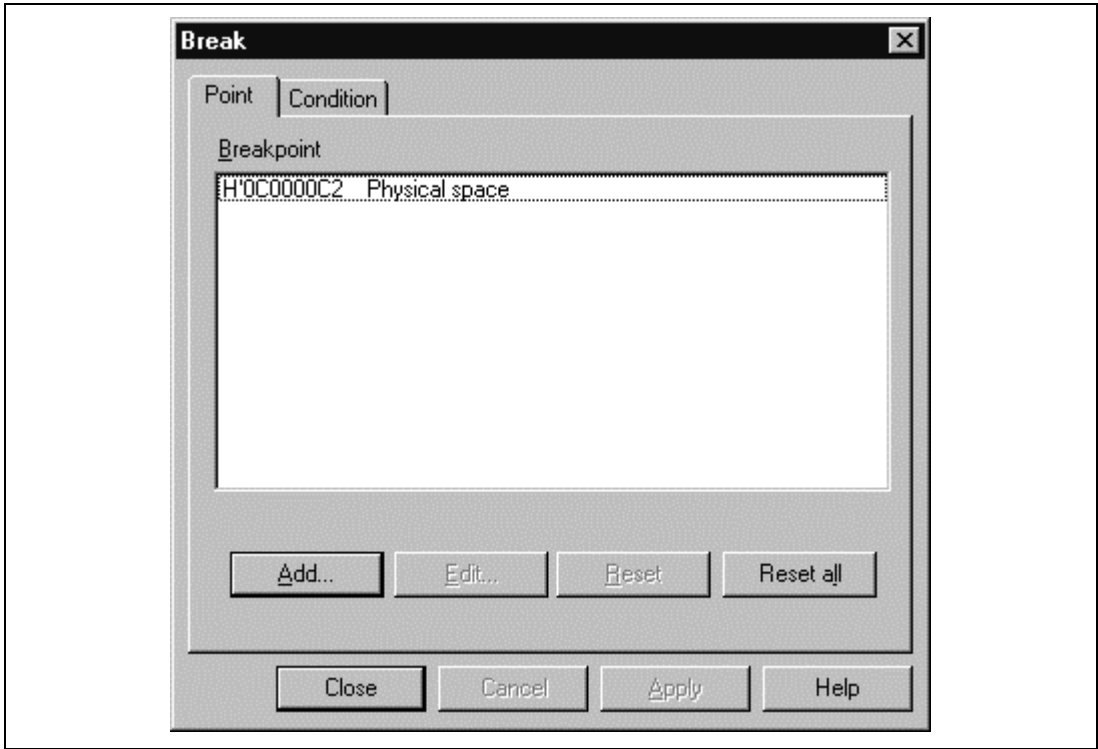 Break
Point Condition
Breakpoint
H'0C0000C2 Physical space
Add... Edit... Reset Reset all
Close Cancel Apply Help